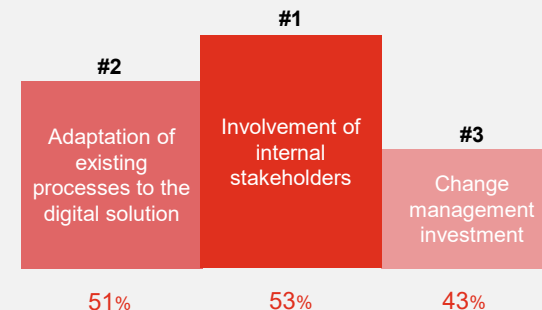 #1
#2
#3
Adaptation of
existing
processes to the
digital solution
Involvement of
internal
stakeholders
Change
management
investment
51%
53%
43%